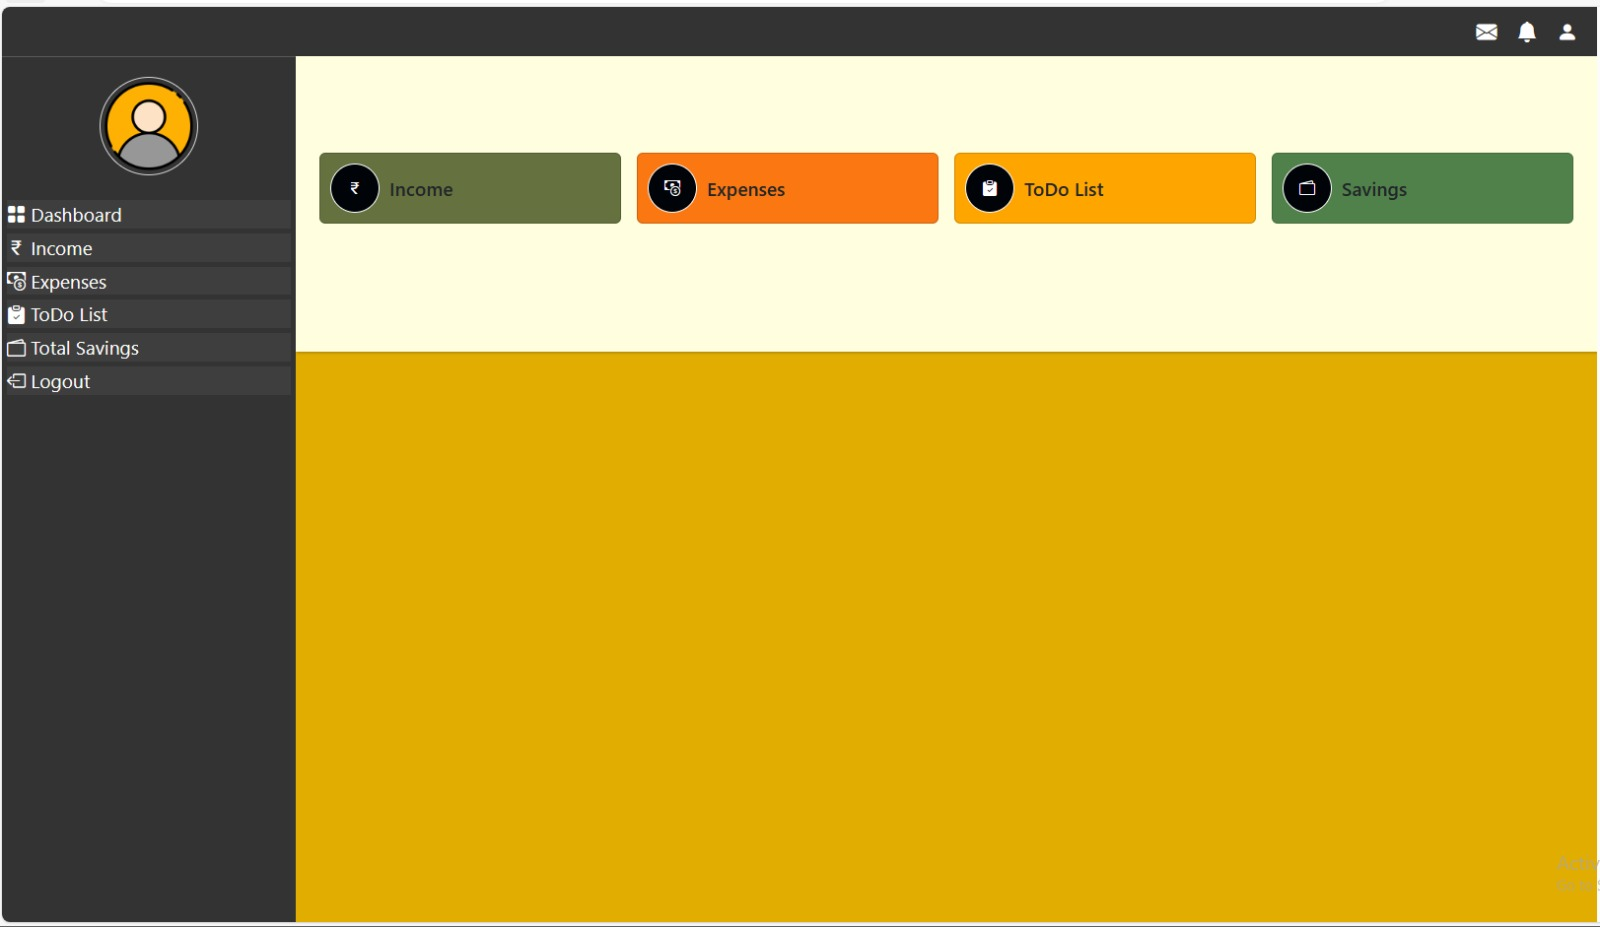 Dashboard
₹ Income
Expenses
ToDo List
Total Savings
Logout
₹ Income
Expenses
ToDo List
Savings